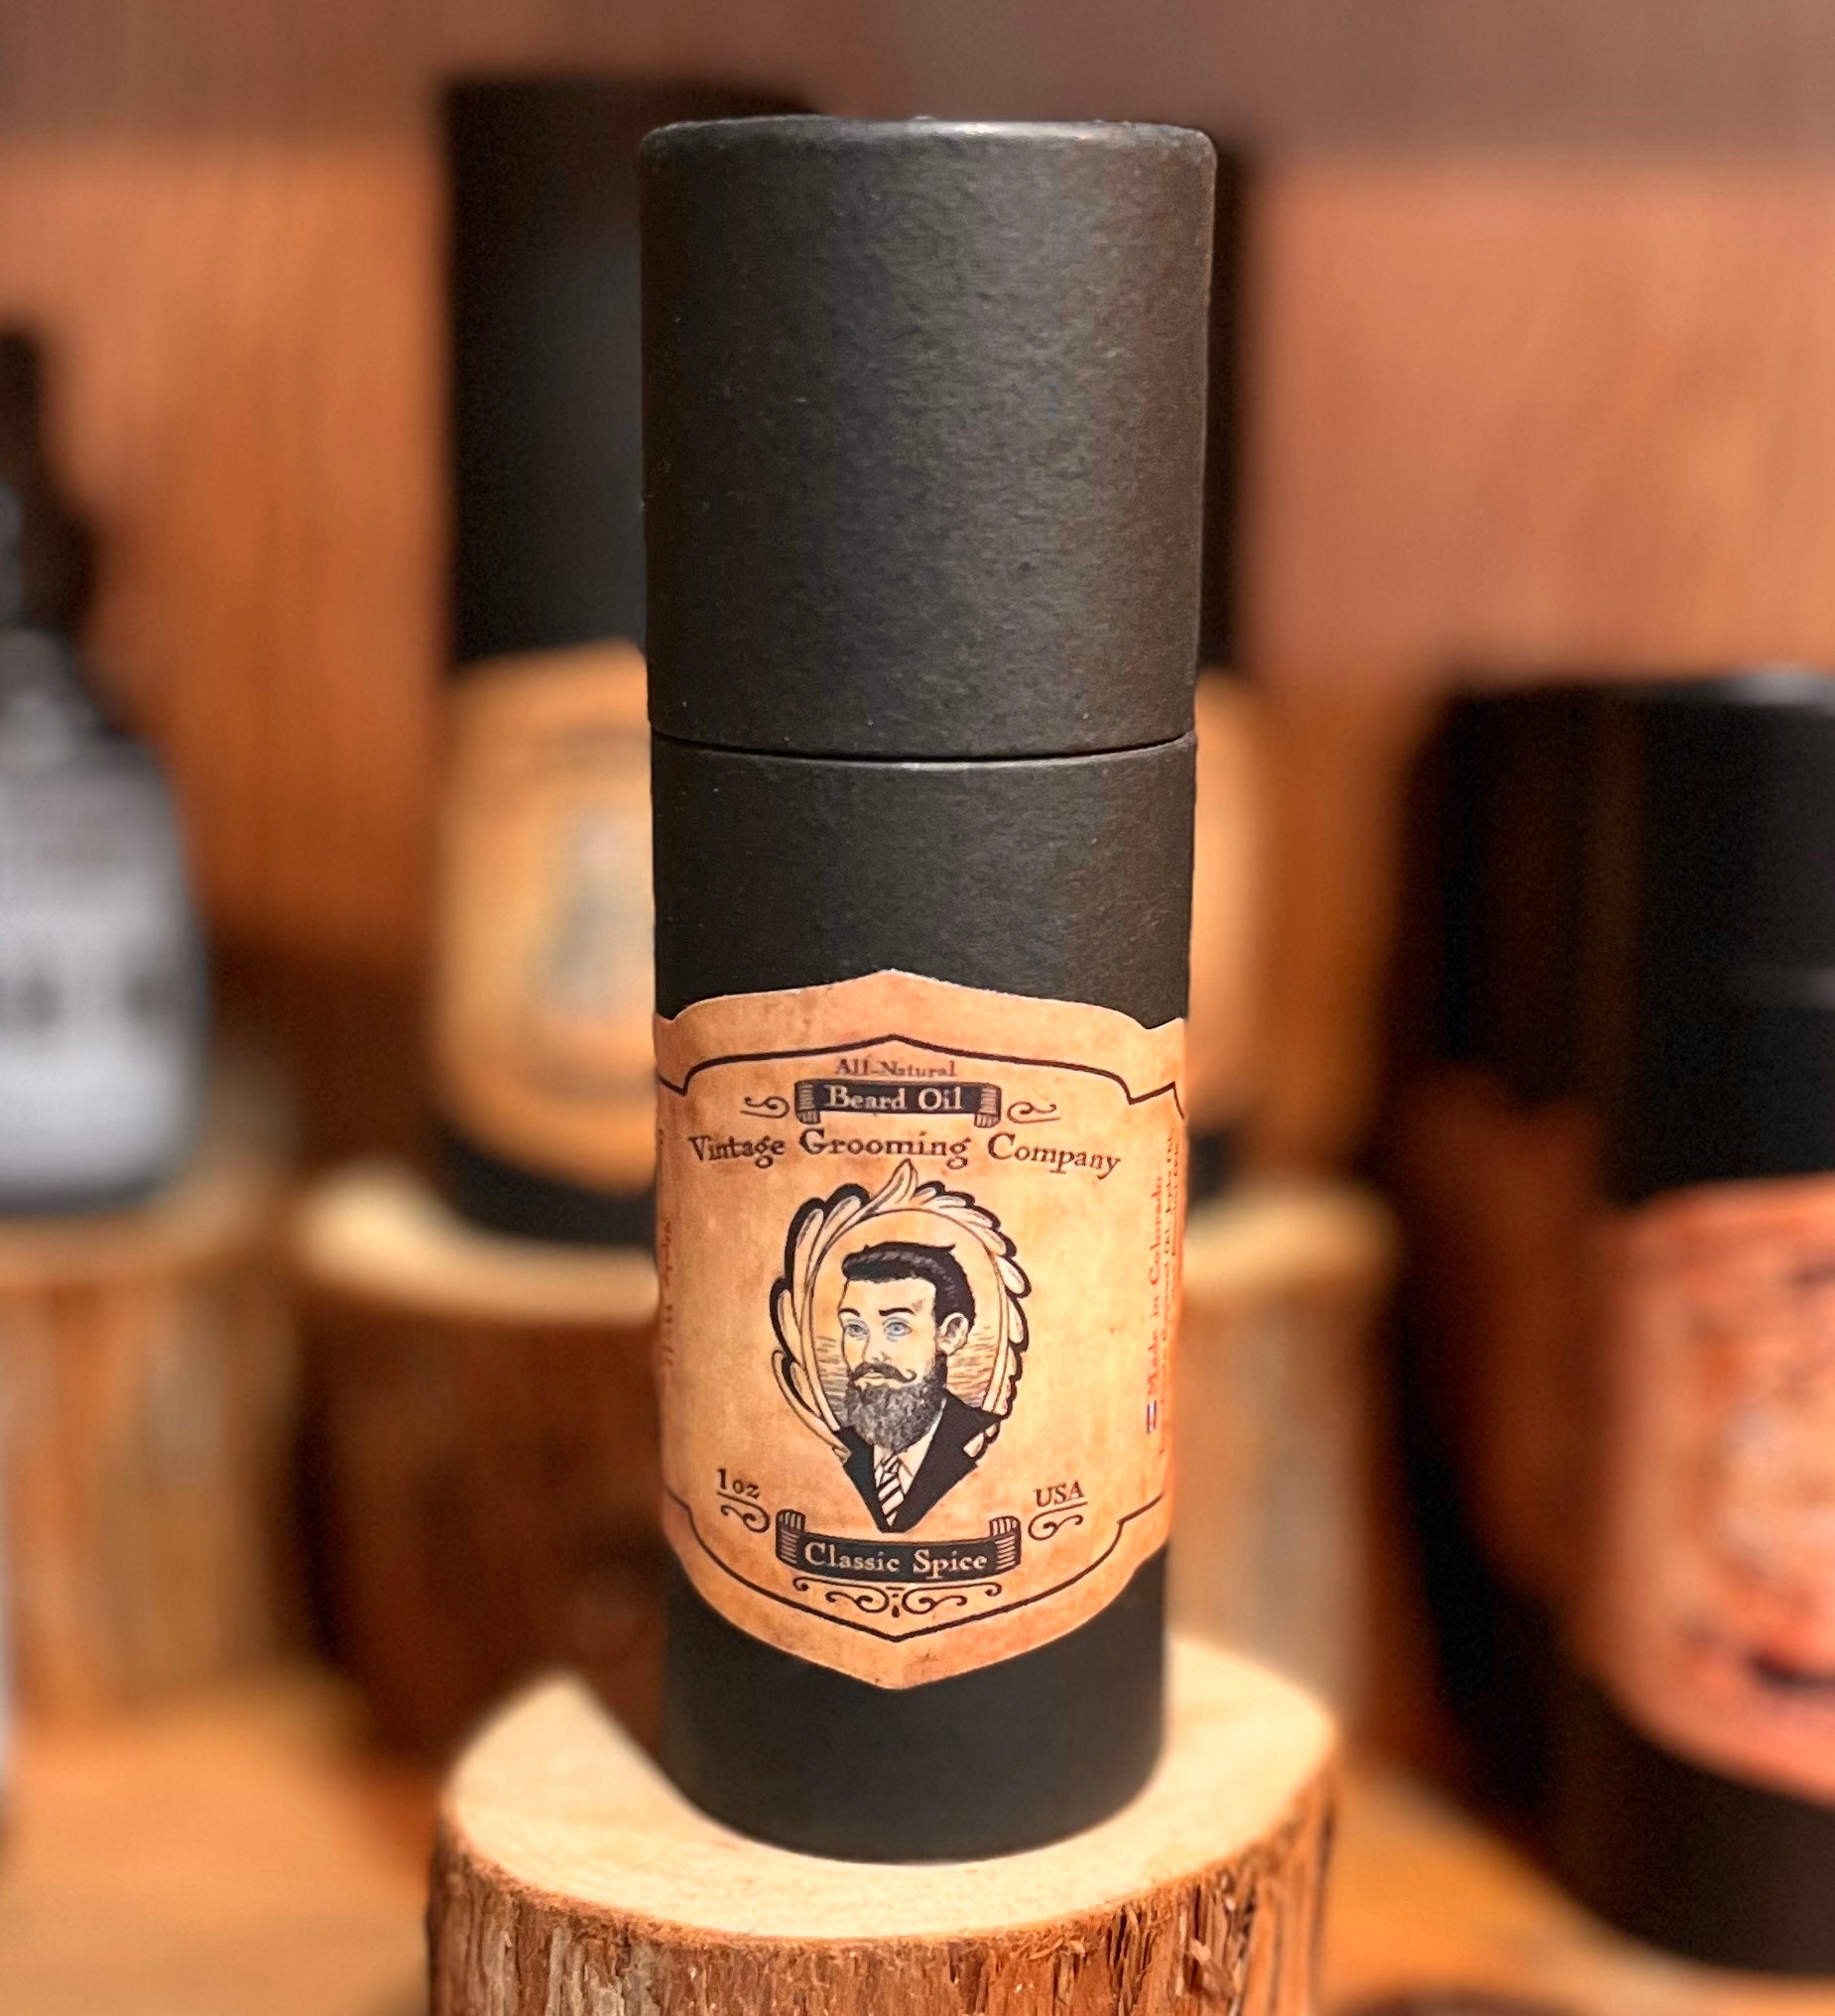 All-Natural
Beard Oil
Vintage Grooming Company
1oz
USA
Classic Spice
Made in Colorado